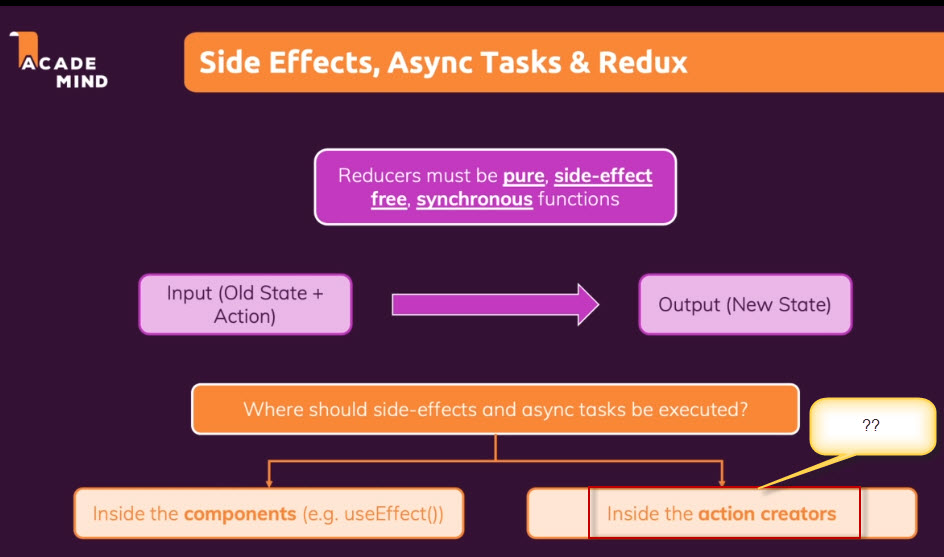 ACADE
MIND
Side Effects, Async Tasks & Redux
Reducers must be pure, side-effect
free, synchronous functions
Input (Old State +
Action)
Output (New State)
Where should side-effects and async tasks be executed?
??
Inside the components (e.g. useEffect())
Inside the action creators